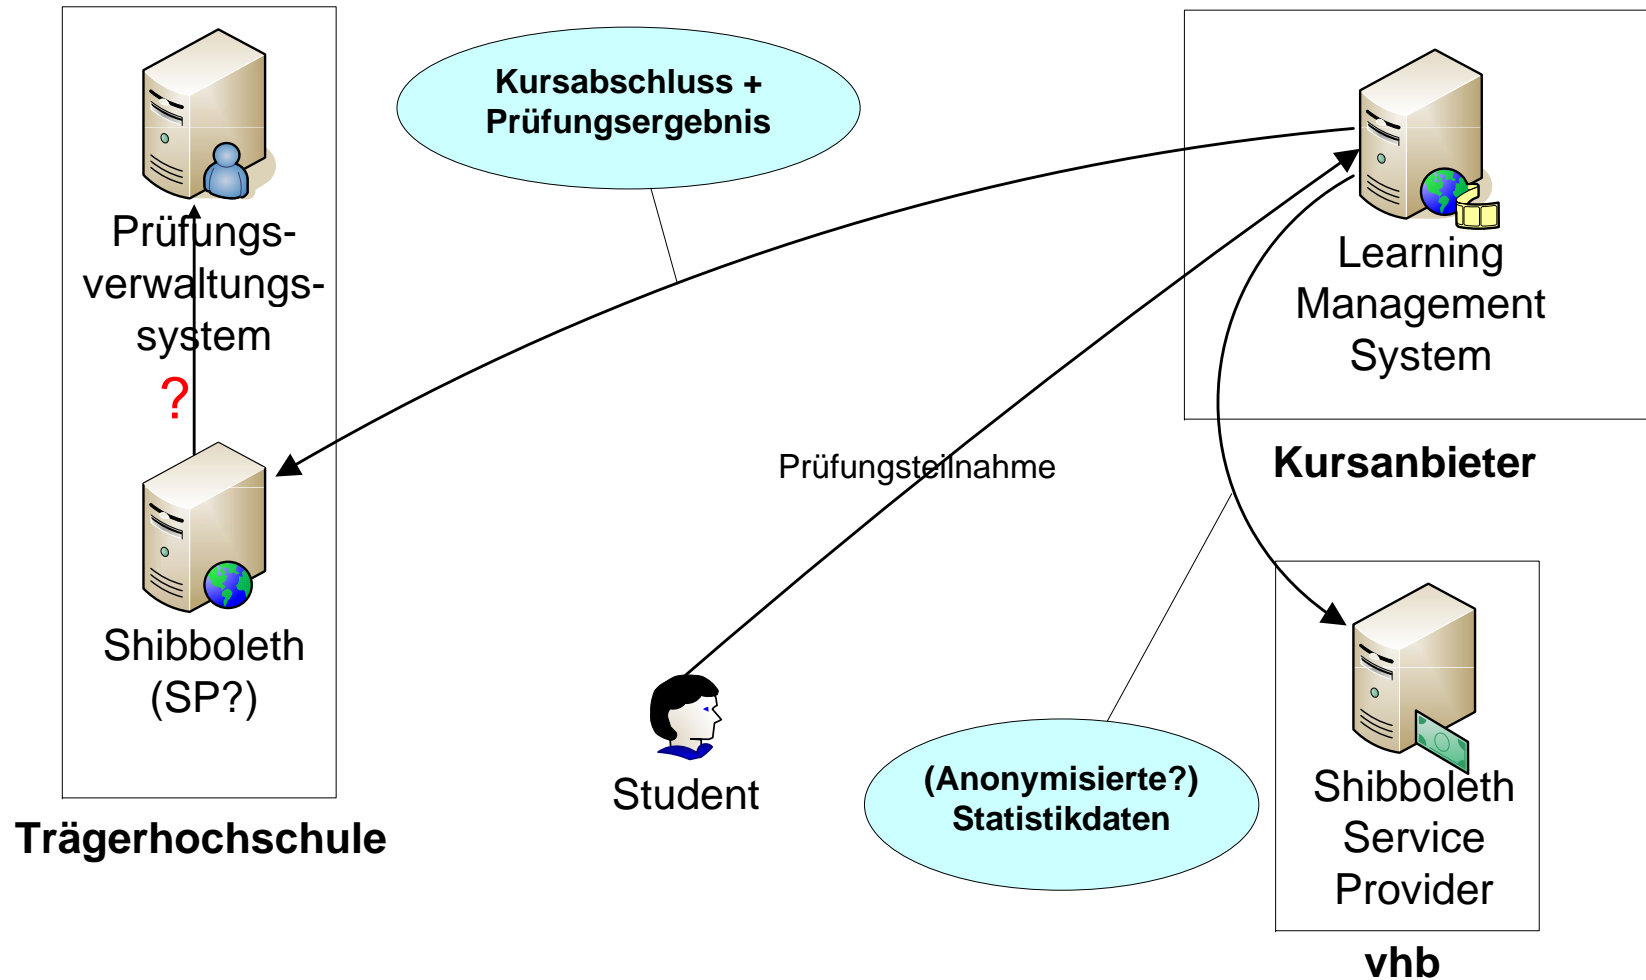 Kursabschluss +
Prüfungsergebnis
Prüfungs-
verwaltungs-
system
?
Shibboleth
(SP?)
Trägerhochschule
Learning
Management
System
Kursanbieter
Prüfungsteilnahme
Student
(Anonymisierte?)
Statistikdaten
Shibboleth
Service
Provider
vhb